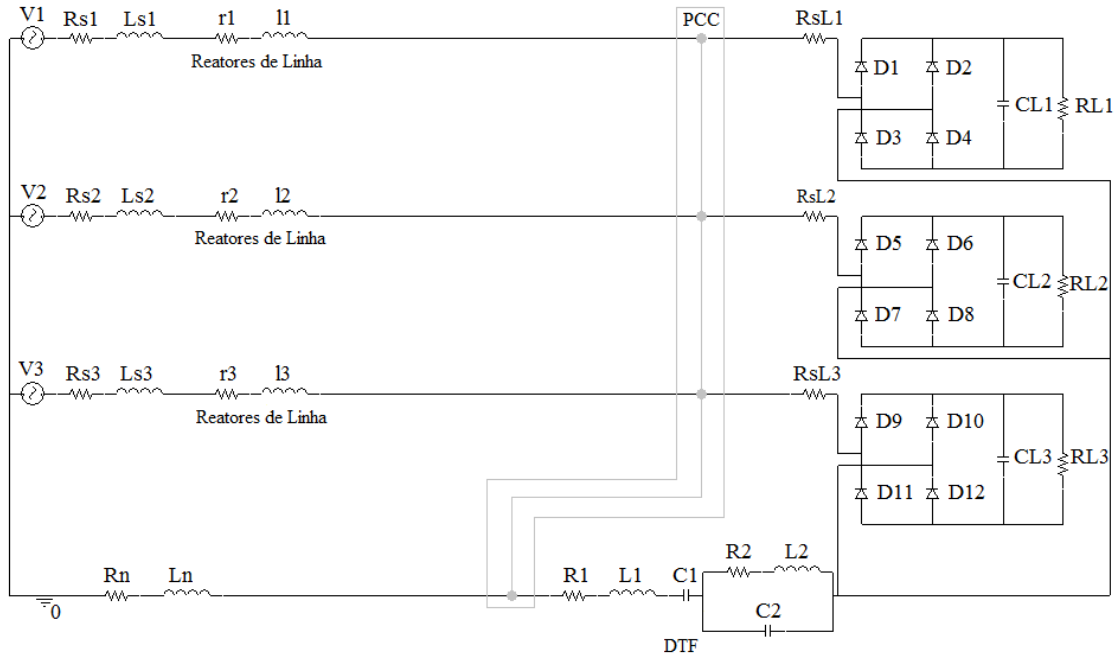 V1 Rs1 Ls1 r1 l1 PCC RsL1
Reatores de Linha
D1 D2
CL1 RL1
D3 D4
V2 Rs2 Ls2 r2 l2 RsL2
Reatores de Linha
D5 D6
CL2 RL2
D7 D8
V3 Rs3 Ls3 r3 l3 RsL3
Reatores de Linha
D9 D10
CL3 RL3
D11 D12
R2 L2
Rn Ln R1 L1 C1
0
C2
DTF